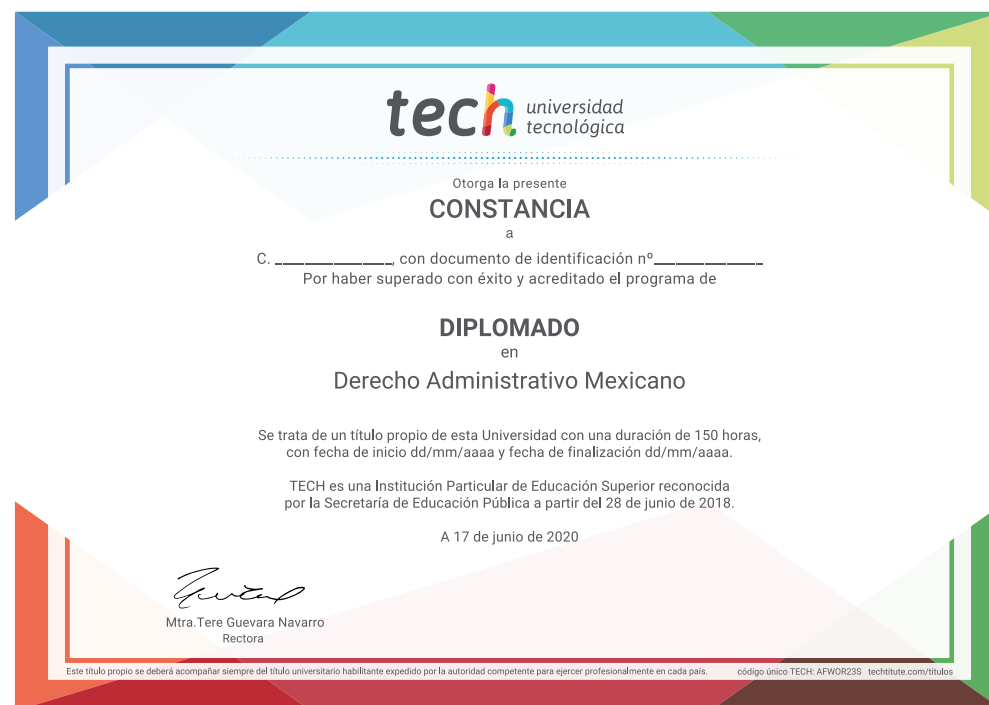 tech universidad
tecnológica
Otorga la presente
CONSTANCIA
a
C. ______________, con documento de identificación nº______________
Por haber superado con éxito y acreditado el programa de
DIPLOMADO
en
Derecho Administrativo Mexicano
Se trata de un título propio de esta Universidad con una duración de 150 horas,
con fecha de inicio dd/mm/aaaa y fecha de finalización dd/mm/aaaa.
TECH es una Institución Particular de Educación Superior reconocida
por la Secretaría de Educación Pública a partir del 28 de junio de 2018.
A 17 de junio de 2020
Mtra.Tere Guevara Navarro
Rectora
Este título propio se deberá acompañar siempre del título universitario habilitante expedido por la autoridad competente para ejercer profesionalmente en cada país. código único TECH: AFWOR23S techtitute.com/titulos